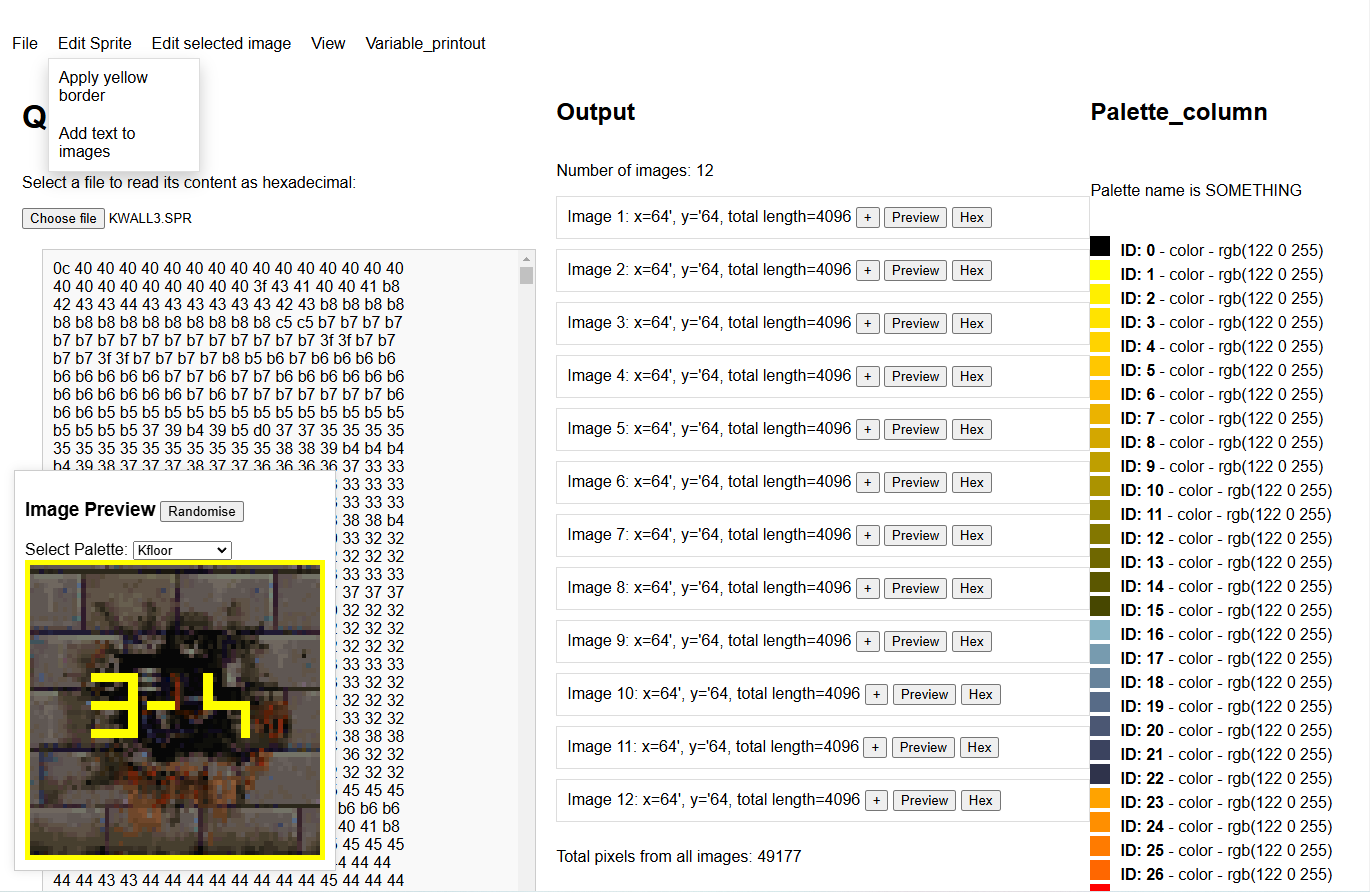 File Edit Sprite Edit selected image View Variable_printout
Apply yellow
border
Add text to
images
Q
Select a file to read its content as hexadecimal:
Choose file KWALL3.SPR
0c 40 40 40 40 40 40 40 40 40 40 40 40 40 40 40
40 40 40 40 40 40 40 40 40 3f 43 41 40 40 41 b8
42 43 43 44 43 43 43 43 43 42 43 b8 b8 b8 b8
b8 b8 b8 b8 b8 b8 b8 b8 b8 b8 c5 c5 b7 b7 b7 b7
b7 b7 b7 b7 b7 b7 b7 b7 b7 b7 b7 b7 3f 3f b7 b7
b7 b7 3f 3f b7 b7 b7 b7 b8 b5 b6 b7 b6 b6 b6 b6
b6 b6 b6 b6 b6 b7 b7 b6 b7 b7 b6 b6 b6 b6 b6 b6
b6 b6 b6 b6 b6 b6 b7 b6 b7 b7 b7 b7 b7 b7 b7 b6
b6 b6 b5 b5 b5 b5 b5 b5 b5 b5 b5 b5 b5 b5 b5 b5
b5 b5 b5 b5 37 39 b4 39 b5 d0 37 37 35 35 35 35
35 35 35 35 35 35 35 35 35 35 38 38 39 b4 b4 b4
b4 39 38 37 37 37 38 37 37 36 36 36 36 37 33 33
33 33 33
33 33 33
38 38 b4
33 32 32
32 32 32
33 33 33
37 37 37
32 32 32
32 32 32
32 32 32
33 33 33
33 32 32
32 32 32
33 32 32
38 38 38
36 32 32
32 32 32
45 45 45
b6 b6 b6
40 41 b8
45 45 45
44 44 44
44 44 43 43 44 44 44 44 44 44 44 44 45 44 44 44
Image Preview Randomise
Select Palette: Kfloor
3-4
Output
Number of images: 12
Image 1: x=64', y='64, total length=4096 + Preview Hex
Image 2: x=64', y='64, total length=4096 + Preview Hex
Image 3: x=64', y='64, total length=4096 + Preview Hex
Image 4: x=64', y='64, total length=4096 + Preview Hex
Image 5: x=64', y='64, total length=4096 + Preview Hex
Image 6: x=64', y='64, total length=4096 + Preview Hex
Image 7: x=64', y='64, total length=4096 + Preview Hex
Image 8: x=64', y='64, total length=4096 + Preview Hex
Image 9: x=64', y='64, total length=4096 + Preview Hex
Image 10: x=64', y='64, total length=4096 + Preview Hex
Image 11: x=64', y='64, total length=4096 + Preview Hex
Image 12: x=64', y='64, total length=4096 + Preview Hex
Total pixels from all images: 49177
Palette_column
Palette name is SOMETHING
ID: 0 - color - rgb(122 0 255)
ID: 1 - color - rgb(122 0 255)
ID: 2 - color - rgb(122 0 255)
ID: 3 - color - rgb(122 0 255)
ID: 4 - color - rgb(122 0 255)
ID: 5 - color - rgb(122 0 255)
ID: 6 - color - rgb(122 0 255)
ID: 7 - color - rgb(122 0 255)
ID: 8 - color - rgb(122 0 255)
ID: 9 - color - rgb(122 0 255)
ID: 10 - color - rgb(122 0 255)
ID: 11 - color - rgb(122 0 255)
ID: 12 - color - rgb(122 0 255)
ID: 13 - color - rgb(122 0 255)
ID: 14 - color - rgb(122 0 255)
ID: 15 - color - rgb(122 0 255)
ID: 16 - color - rgb(122 0 255)
ID: 17 - color - rgb(122 0 255)
ID: 18 - color - rgb(122 0 255)
ID: 19 - color - rgb(122 0 255)
ID: 20 - color - rgb(122 0 255)
ID: 21 - color - rgb(122 0 255)
ID: 22 - color - rgb(122 0 255)
ID: 23 - color - rgb(122 0 255)
ID: 24 - color - rgb(122 0 255)
ID: 25 - color - rgb(122 0 255)
ID: 26 - color - rgb(122 0 255)